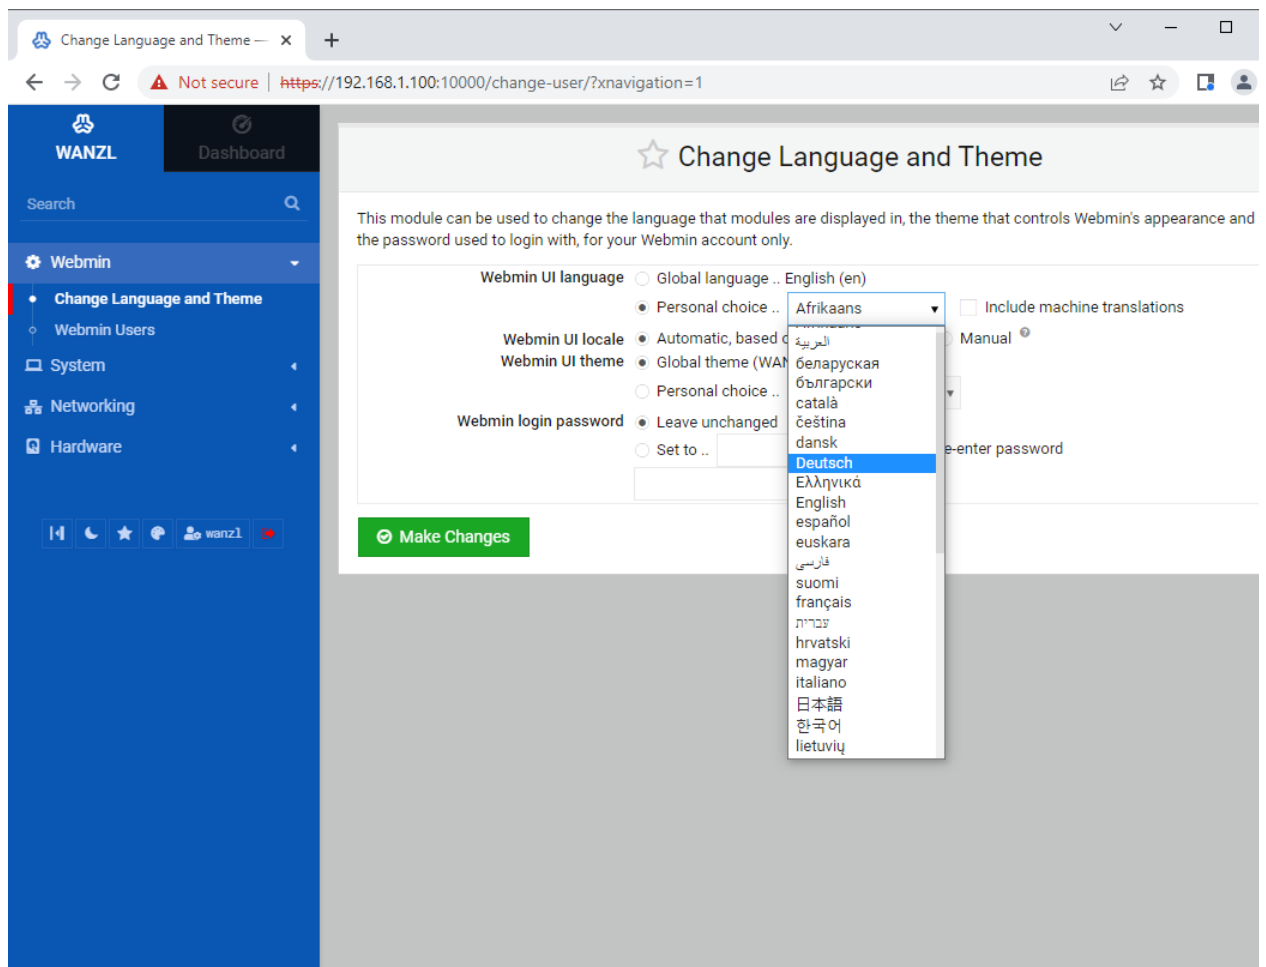 Change Language and Theme —
Not secure | https://192.168.1.100:10000/change-user/?xnavigation=1
WANZL
Dashboard
Search
Webmin
Change Language and Theme
Webmin Users
System
Networking
Hardware
wanzl
Change Language and Theme
This module can be used to change the language that modules are displayed in, the theme that controls Webmin's appearance and
the password used to login with, for your Webmin account only.
Webmin UI language Global language .. English (en)
Personal choice .. Afrikaans Include machine translations
Webmin UI locale Automatic, based Manual
Webmin UI theme Global theme (WAN
Personal choice ..
Webmin login password Leave unchanged
Set to .. e-enter password
Make Changes
العربية
беларуская
български
català
čeština
dansk
Deutsch
Ελληνικά
English
español
euskara
فارسی
suomi
français
עברית
hrvatski
magyar
italiano
日本語
한국어
lietuvių